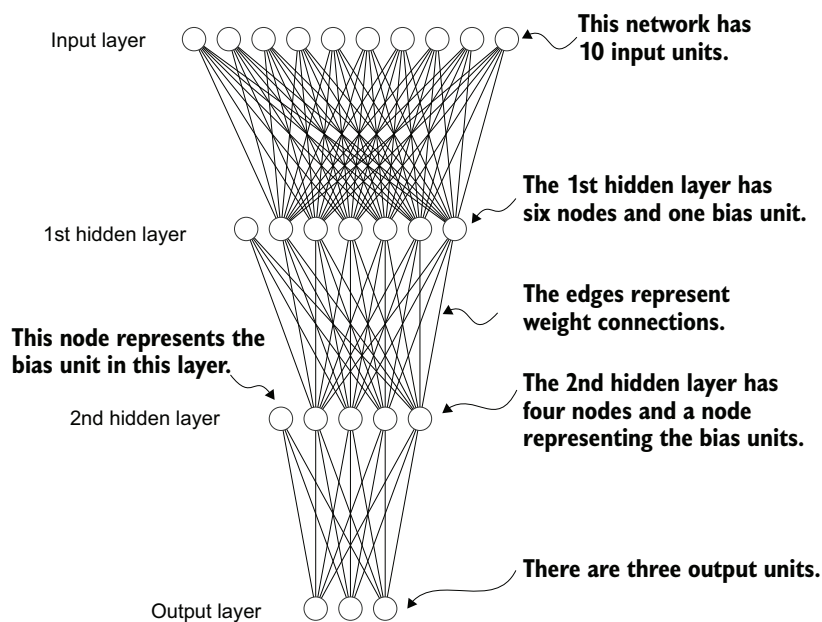 Input layer
This network has
10 input units.
The 1st hidden layer has
six nodes and one bias unit.
1st hidden layer
The edges represent
weight connections.
This node represents the
bias unit in this layer.
The 2nd hidden layer has
four nodes and a node
representing the bias units.
2nd hidden layer
There are three output units.
Output layer